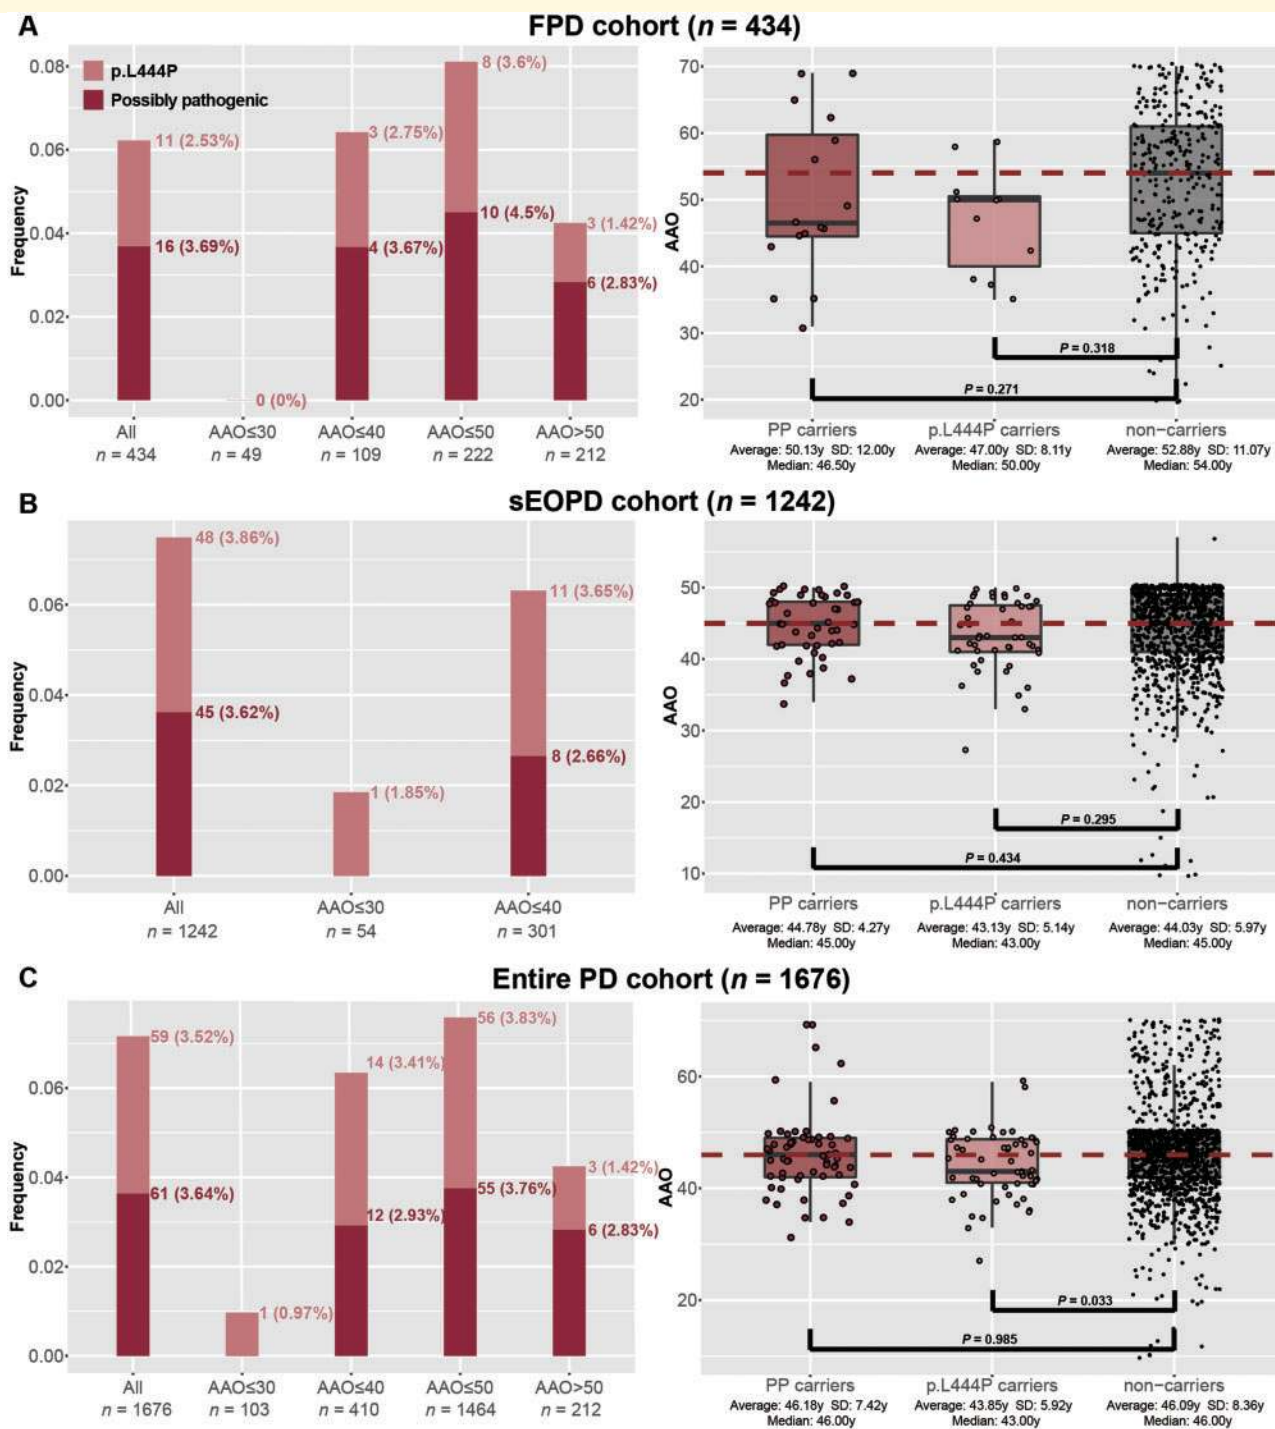 A
FPD cohort (n = 434)
p.L444P
Possibly pathogenic
Frequency
0.08
0.06
0.04
0.02
0.00
11 (2.53%)
16 (3.69%)
0 (0%)
3 (2.75%)
4 (3.67%)
8 (3.6%)
10 (4.5%)
3 (1.42%)
6 (2.83%)
All
AAO≤30
AAO≤40
AAO≤50
AAO>50
n = 434
n = 49
n = 109
n = 222
n = 212
AAO
70
60
50
40
30
20
P = 0.318
P = 0.271
PP carriers
p.L444P carriers
non-carriers
Average: 50.13y SD: 12.00y
Average: 47.00y SD: 8.11y
Average: 52.88y SD: 11.07y
Median: 46.50y
Median: 50.00y
Median: 54.00y
B
sEOPD cohort (n = 1242)
Frequency
0.06
0.04
0.02
0.00
48 (3.86%)
45 (3.62%)
1 (1.85%)
11 (3.65%)
8 (2.66%)
All
AAO≤30
AAO≤40
n = 1242
n = 54
n = 301
AAO
50
40
30
20
10
P = 0.295
P = 0.434
PP carriers
p.L444P carriers
non-carriers
Average: 44.78y SD: 4.27y
Average: 43.13y SD: 5.14y
Average: 44.03y SD: 5.97y
Median: 45.00y
Median: 43.00y
Median: 45.00y
C
Entire PD cohort (n = 1676)
Frequency
0.06
0.04
0.02
0.00
59 (3.52%)
61 (3.64%)
1 (0.97%)
14 (3.41%)
12 (2.93%)
56 (3.83%)
55 (3.76%)
3 (1.42%)
6 (2.83%)
All
AAO≤30
AAO≤40
AAO≤50
AAO>50
n = 1676
n = 103
n = 410
n = 1464
n = 212
AAO
60
40
20
P = 0.033
P = 0.985
PP carriers
p.L444P carriers
non-carriers
Average: 46.18y SD: 7.42y
Average: 43.85y SD: 5.92y
Average: 46.09y SD: 8.36y
Median: 46.00y
Median: 43.00y
Median: 46.00y